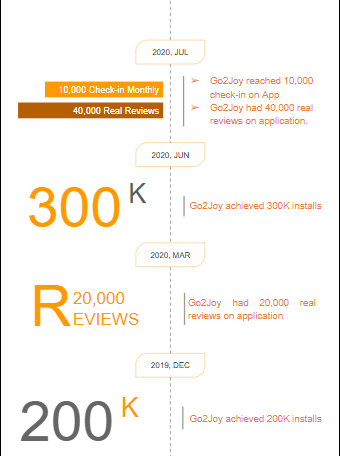 2020, JUL
10,000 Check-in Monthly
40,000 Real Reviews
➢ Go2Joy reached 10,000
check-in on App
➢ Go2Joy had 40,000 real
reviews on application.
2020, JUN
300 K
Go2Joy achieved 300K installs
2020, MAR
R 20,000
EVIEWS
Go2Joy had 20,000 real
reviews on application
2019, DEC
200 K
Go2Joy achieved 200K installs